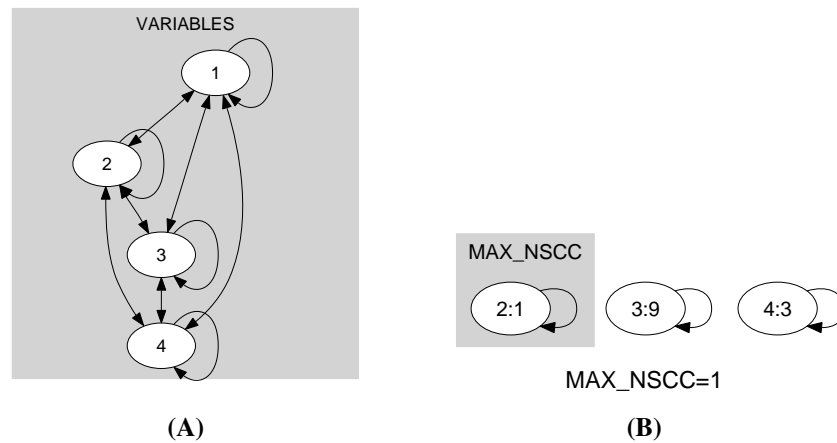 VARIABLES
1
2
3
4
MAX_NSCC
2:1 3:9 4:3
MAX_NSCC=1
(A) (B)